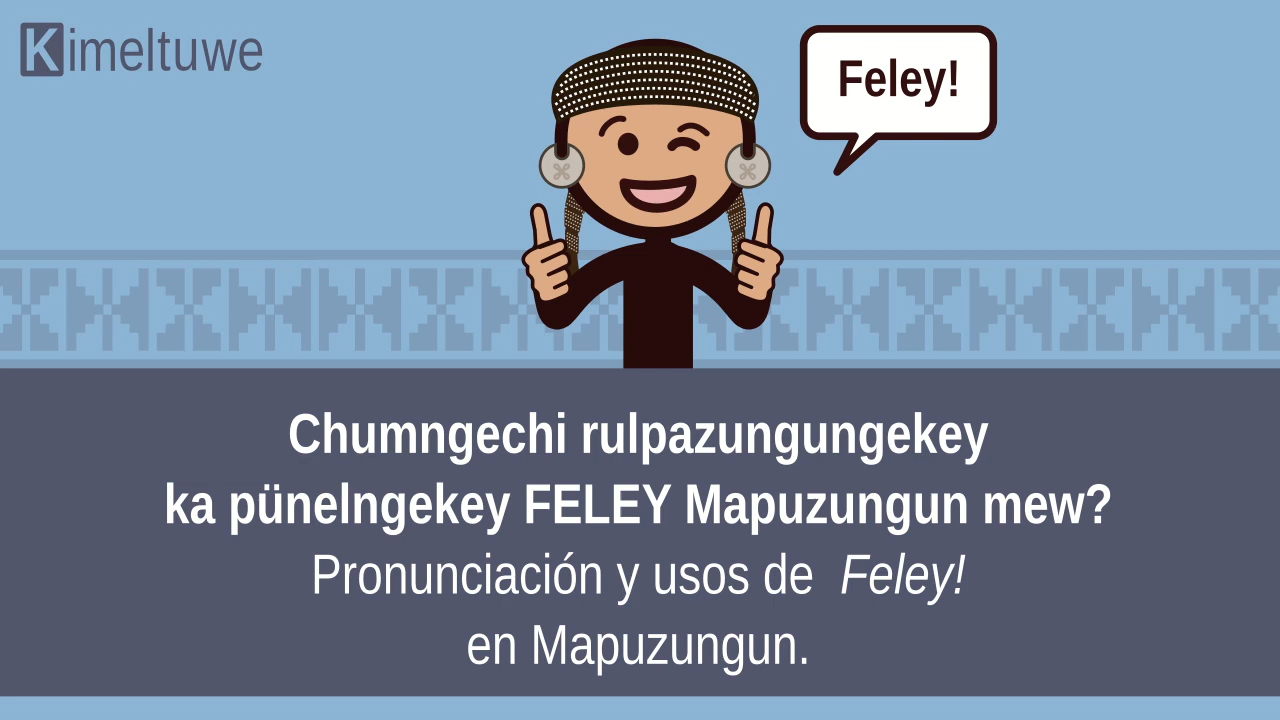 Kimeltuwe
Feley!
Chumngechi rulpazungungekey
ka pünelngekey FELEY Mapuzungun mew?
Pronunciación y usos de Feley!
en Mapuzungun.